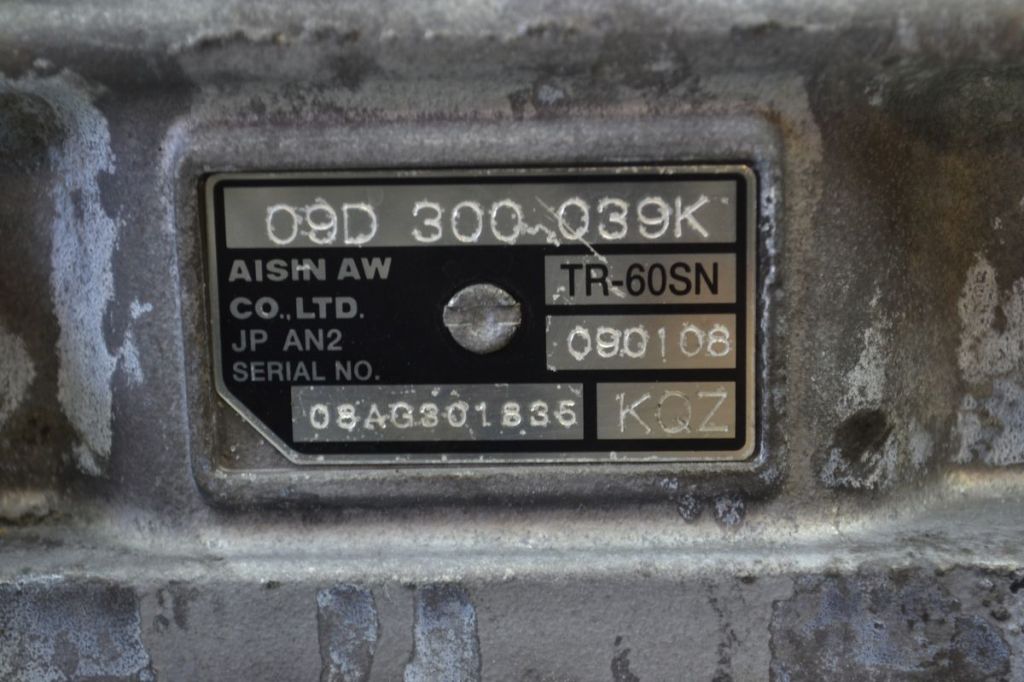 09D 300 039K
AISIN AW
CO.,LTD.
JP AN2
SERIAL NO.
TR-60SN
090108
08AG301835
KQZ